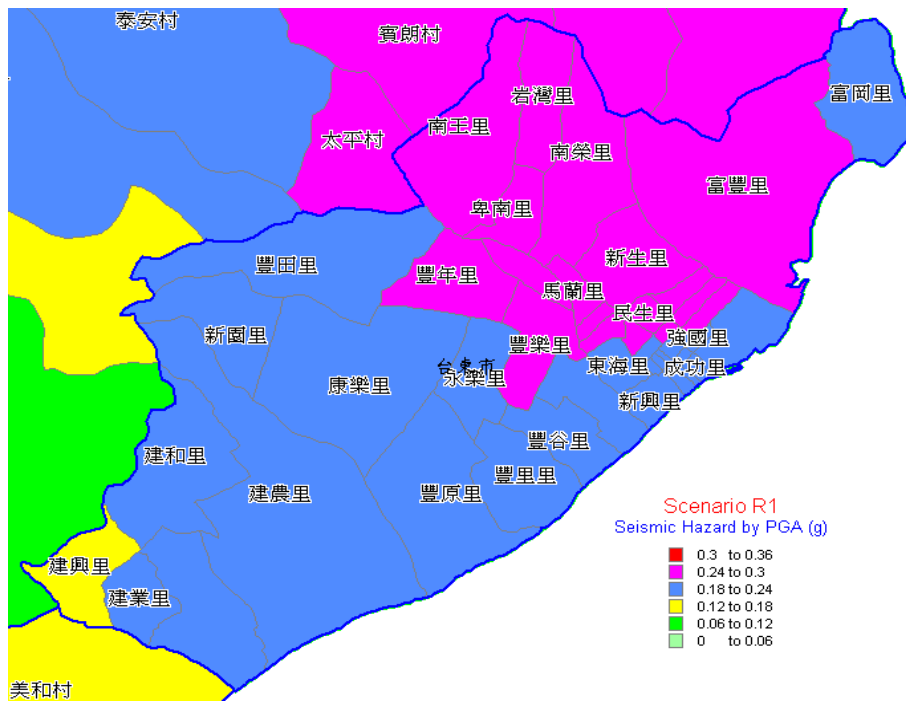 泰安村
賓朗村
富岡里
岩灣里
南王里
太平村
南榮里
富豐里
卑南里
新生里
豐田里
豐年里
馬蘭里
民生里
新園里
豐樂里
強國里
台東市
東海里
成功里
永樂里
康樂里
新興里
豐谷里
建和里
豐里里
建農里
豐原里
Scenario R1
Seismic Hazard by PGA (g)
0.3 to 0.36
0.24 to 0.3
0.18 to 0.24
0.12 to 0.18
0.06 to 0.12
0 to 0.06
建興里
建業里
美和村